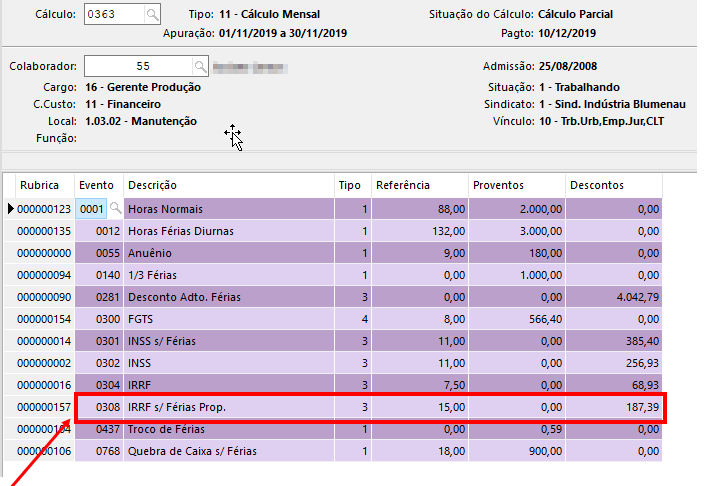 Cálculo: 0363 Tipo: 11 - Cálculo Mensal Situação do Cálculo: Cálculo Parcial
Apuração: 01/11/2019 a 30/11/2019 Pagto: 10/12/2019
Colaborador: 55 Admissão: 25/08/2008
Cargo: 16 - Gerente Produção Situação: 1 - Trabalhando
C.Custo: 11 - Financeiro Sindicato: 1 - Sind. Indústria Blumenau
Local: 1.03.02 - Manutenção Vínculo: 10 - Trb.Urb,Emp.Jur,CLT
Função:
Rubrica Evento Descrição Tipo Referência Proventos Descontos
000000123 0001 Horas Normais 1 88,00 2.000,00 0,00
000000135 0012 Horas Férias Diurnas 1 132,00 3.000,00 0,00
000000000 0055 Anuênio 1 9,00 180,00 0,00
000000094 0140 1/3 Férias 1 0,00 1.000,00 0,00
000000090 0281 Desconto Adto. Férias 3 0,00 0,00 4.042,79
000000154 0300 FGTS 4 8,00 566,40 0,00
000000014 0301 INSS s/ Férias 3 11,00 0,00 385,40
000000002 0302 INSS 3 11,00 0,00 256,93
000000016 0304 IRRF 3 7,50 0,00 68,93
000000157 0308 IRRF s/ Férias Prop. 3 15,00 0,00 187,39
0437 Troco de Férias 1 0,00 0,59 0,00
000000106 0768 Quebra de Caixa s/ Férias 1 18,00 900,00 0,00